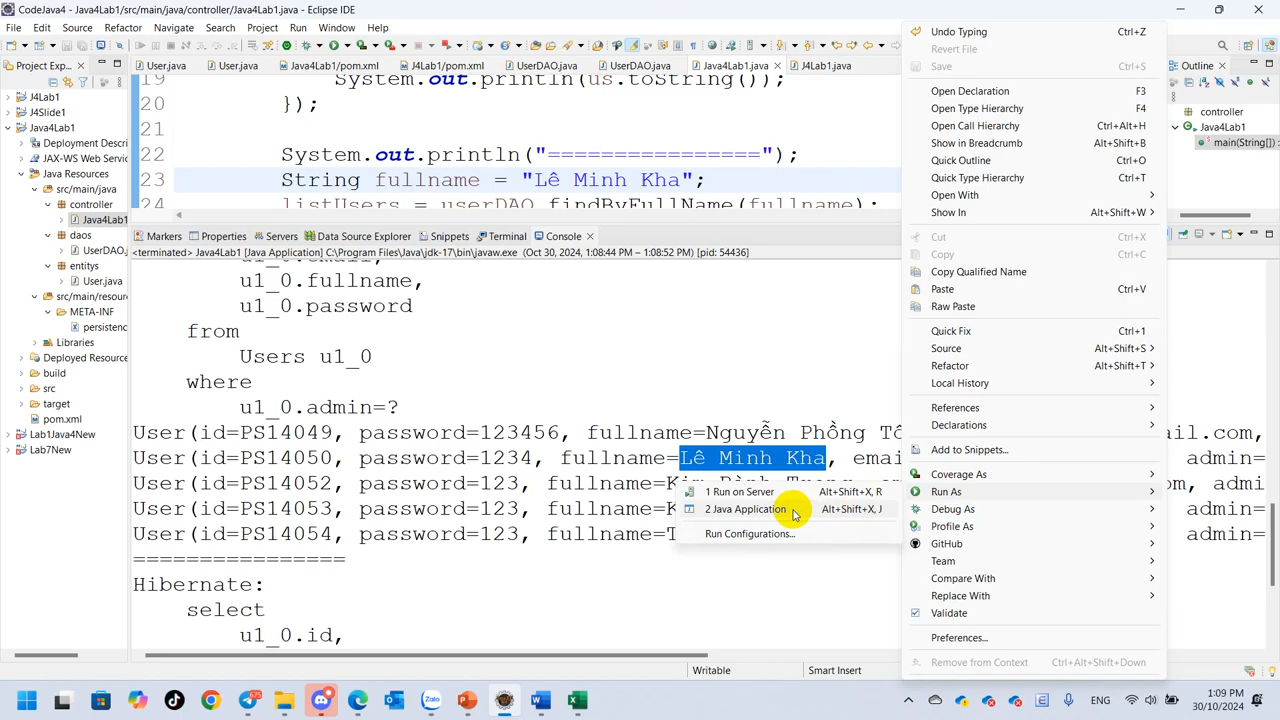 CodeJava4 - Java4Lab1/src/main/java/controller/Java4Lab1.java - Eclipse IDE
File Edit Source Refactor Navigate Search Project Run Window
Project Exp...
J4Lab1
J4Slide1
Java4Lab1
Deployment Descri
JAX-WS Web Servic
Java Resources
src/main/java
controller
Java4Lab1
daos
UserDAO.
entitys
User.java
src/main/resour
META-INF
persistenc
Libraries
Deployed Resource
build
src
target
pom.xml
Lab1Java4New
Lab7New
User.java User.java Java4Lab1/pom.xml J4Lab1/pom.xml UserDAO.java UserDAO.java Java4Lab1.java J4Lab1.java
19 System.out.println(us.toString());
20 });
21
22 System.out.println("================");
23 String fullname = "Lê Minh Kha";
24 listUsers = userDAO.findByFullName(fullname);
Markers Properties Servers Data Source Explorer Snippets Terminal Console
<terminated> Java4Lab1 [Java Application] C:\Program Files\Java\jdk-17\bin\javaw.exe (Oct 30, 2024, 1:08:44 PM – 1:08:52 PM) [pid: 54436]
u1_0.fullname,
u1_0.password
from
Users u1_0
where
u1_0.admin=?
User(id=PS14049, password=123456, fullname=Nguyễn Phồng Tô ail.com,
User(id=PS14050, password=1234, fullname=Lê Minh Kha, emai admin=
User(id=PS14052, password=123, fullname=K admin=
User(id=PS14053, password=123, fullname=K admin=
User(id=PS14054, password=123, fullname=T admin=
================
Hibernate:
select
u1_0.id,
1 Run on Server Alt+Shift+X, R
2 Java Application Alt+Shift+X, J
Run Configurations...
Undo Typing Ctrl+Z
Revert File
Save Ctrl+S
Open Declaration F3
Open Type Hierarchy F4
Open Call Hierarchy Ctrl+Alt+H
Show in Breadcrumb Alt+Shift+B
Quick Outline Ctrl+O
Quick Type Hierarchy Ctrl+T
Open With
Show In Alt+Shift+W
Cut Ctrl+X
Copy Ctrl+C
Copy Qualified Name
Paste Ctrl+V
Raw Paste
Quick Fix Ctrl+1
Source Alt+Shift+S
Refactor Alt+Shift+T
Local History
References
Declarations
Add to Snippets...
Coverage As
Run As
Debug As
Profile As
GitHub
Team
Compare With
Replace With
Validate
Preferences...
Remove from Context Ctrl+Alt+Shift+Down
Outline
controller
Java4Lab1
main(String[])
Writable Smart Insert
ENG
1:09 PM
30/10/2024